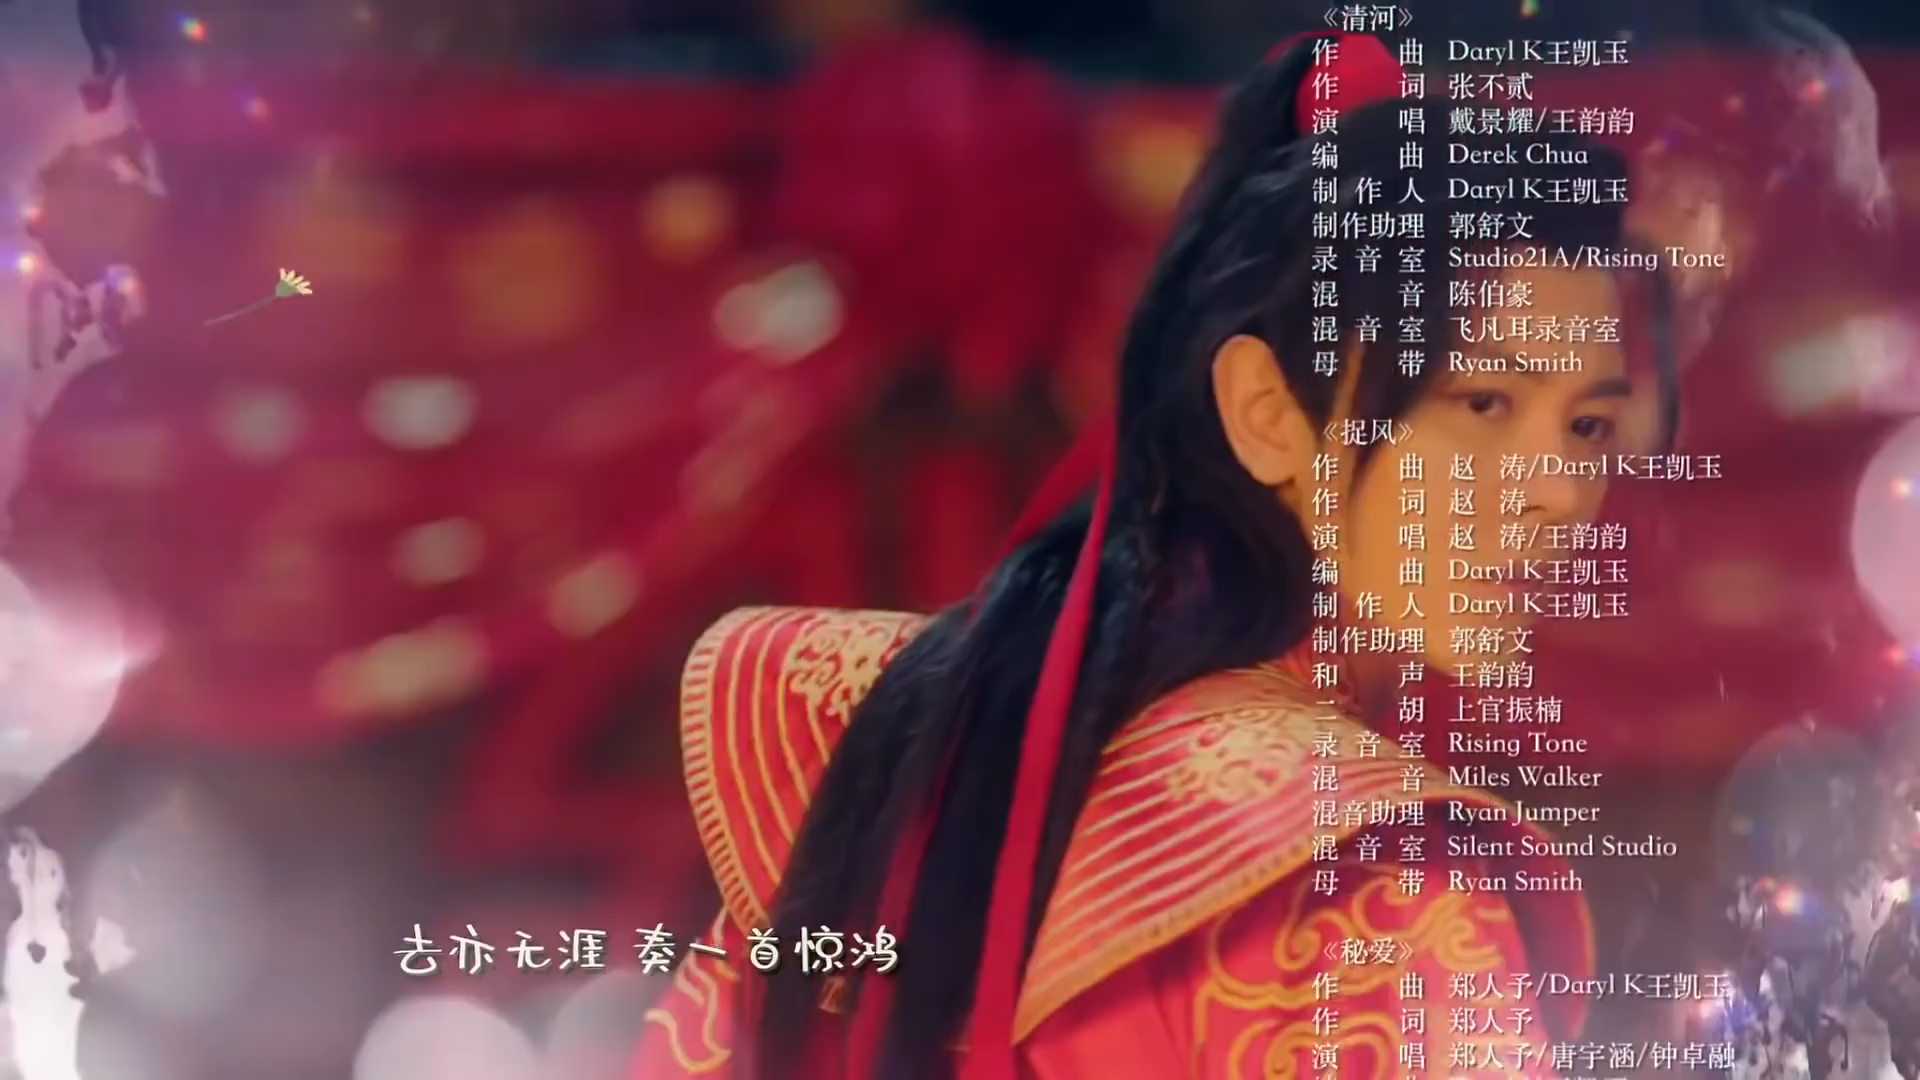 《清河》
作曲 Daryl K王凯玉
作词 张不贰
演唱 戴景耀/王韵韵
编曲 Derek Chua
制作人 Daryl K王凯玉
制作助理 郭舒文
录音室 Studio21A/Rising Tone
混音 陈伯豪
混音室 飞凡耳录音室
母带 Ryan Smith
《捉风》
作曲 赵涛/Daryl K王凯玉
作词 赵涛
演唱 赵涛/王韵韵
编曲 Daryl K王凯玉
制作人 Daryl K王凯玉
制作助理 郭舒文
和声 王韵韵
二胡 上官振楠
录音室 Rising Tone
混音 Miles Walker
混音助理 Ryan Jumper
混音室 Silent Sound Studio
母带 Ryan Smith
《秘爱》
作曲 郑人予/Daryl K王凯玉
作词 郑人予
演唱 郑人予/唐宇涵/钟卓融
去亦无涯 奏一首惊鸿